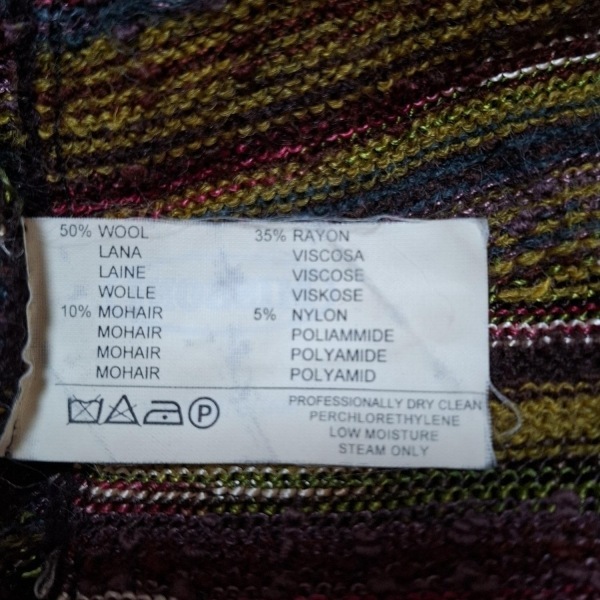 50% WOOL
LANA
LAINE
WOLLE
10% MOHAIR
MOHAIR
MOHAIR
MOHAIR
35% RAYON
VISCOSA
VISCOSE
VISKOSE
5% NYLON
POLIAMMIDE
POLYAMIDE
POLYAMID
P
PROFESSIONALLY DRY CLEAN
PERCHLORETHYLENE
LOW MOISTURE
STEAM ONLY